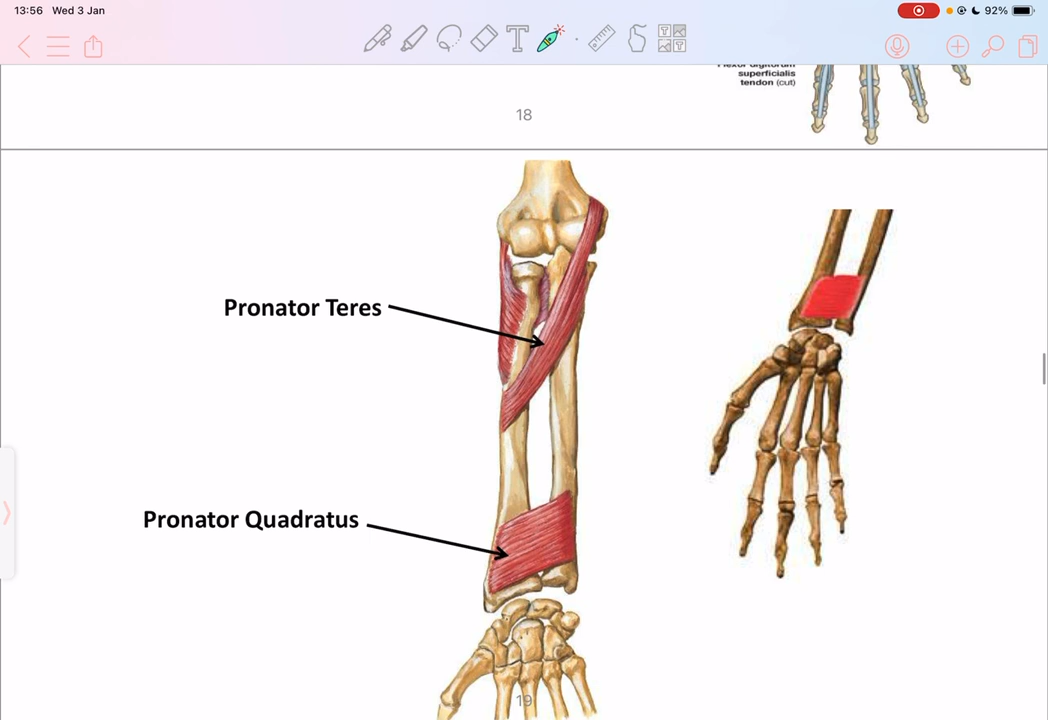 13:56 Wed 3 Jan
92%
superficialis
tendon (cut)
18
Pronator Teres
Pronator Quadratus
19